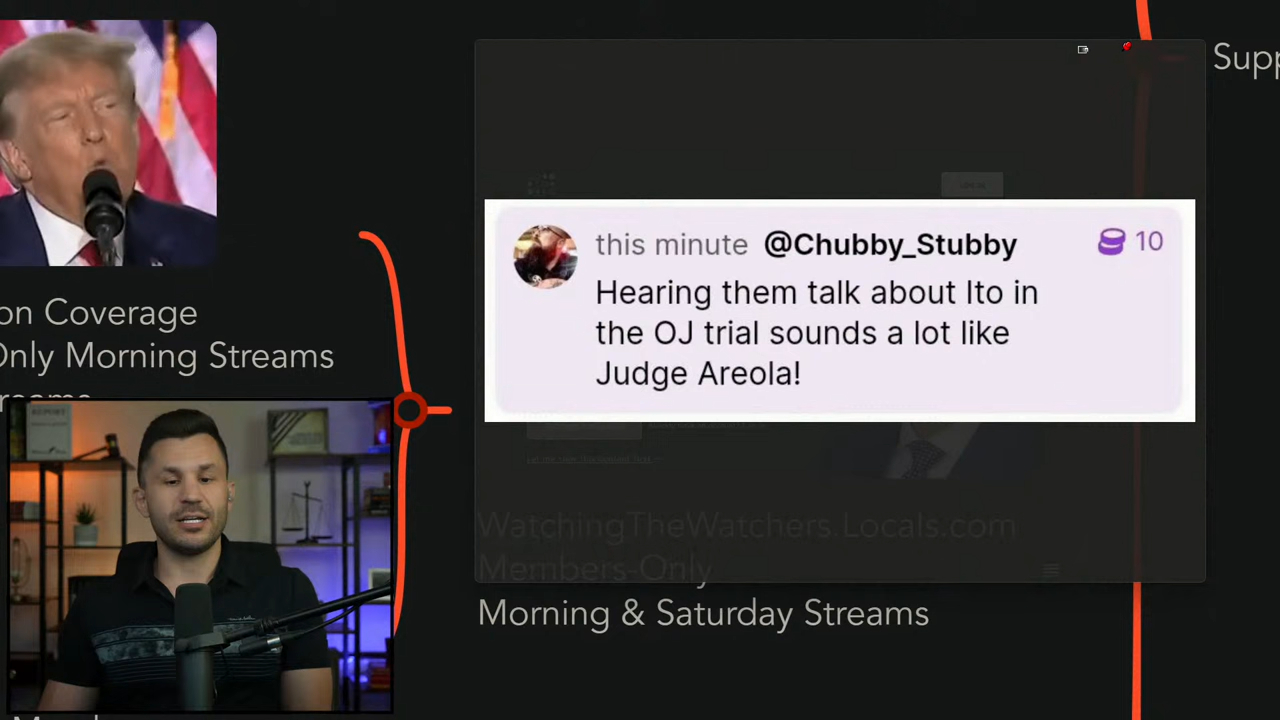 Supp
this minute @Chubby_Stubby 10
Hearing them talk about Ito in
the OJ trial sounds a lot like
Judge Areola!
on Coverage
Only Morning Streams
reams
WatchingTheWatchers.Locals.com
Members-Only
Morning & Saturday Streams